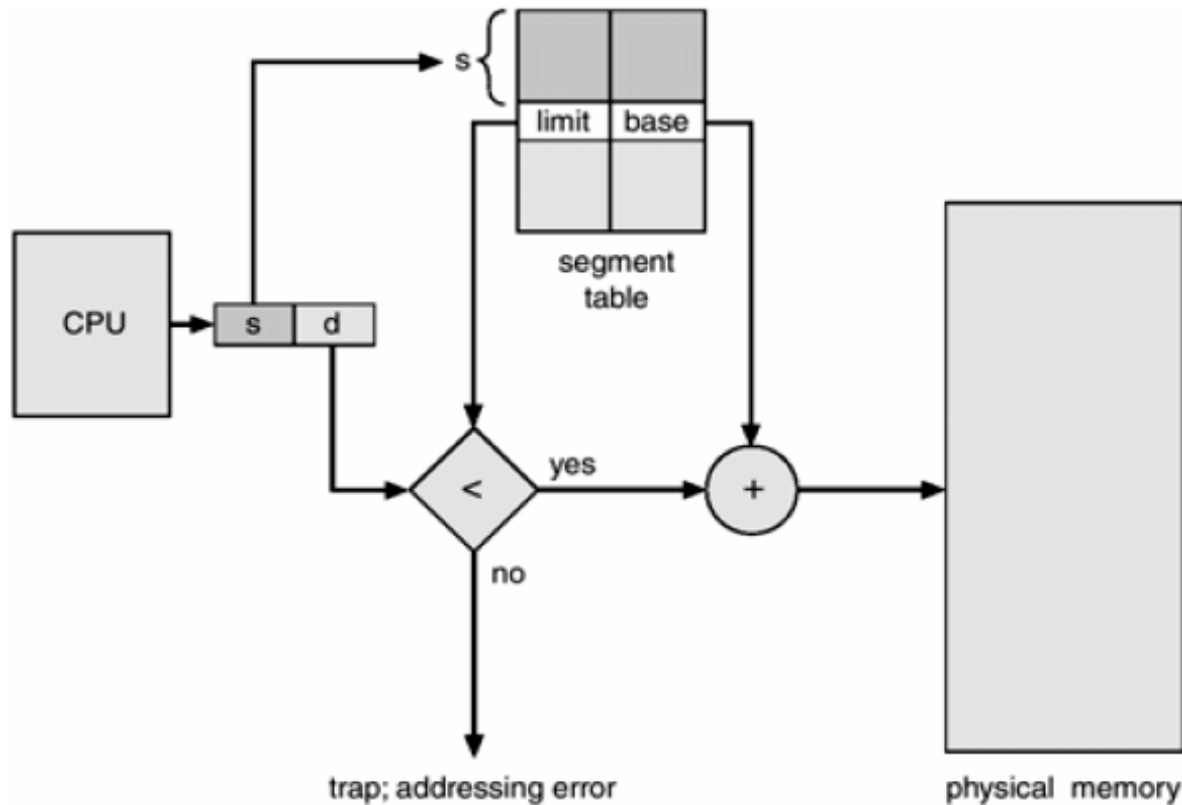 s
limit base
segment
table
CPU
s d
<
yes
+
no
trap; addressing error
physical memory